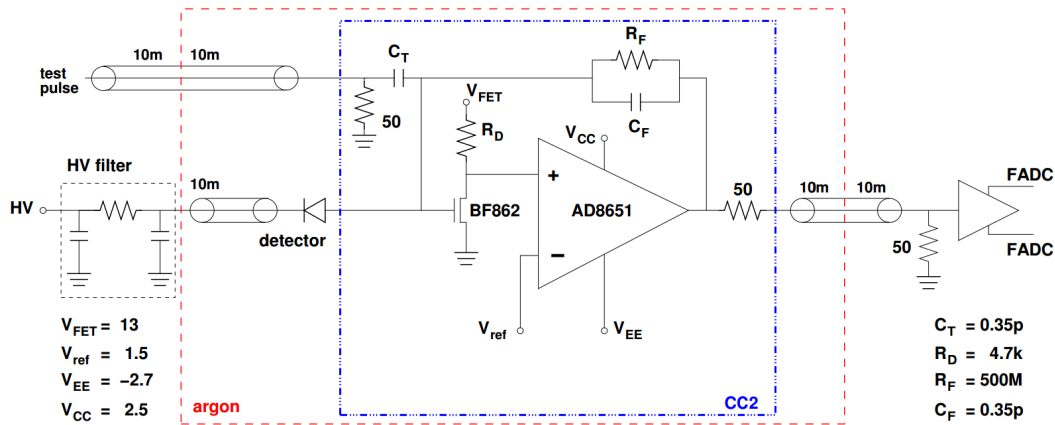 10m 10m
test
pulse
C_T
50
R_F
C_F
V_FET
R_D
V_CC
HV filter
HV
10m
detector
BF862
+
AD8651
−
V_ref
V_EE
50
10m 10m
50
FADC
FADC
V_FET = 13
V_ref = 1.5
V_EE = −2.7
V_CC = 2.5
argon
CC2
C_T = 0.35p
R_D = 4.7k
R_F = 500M
C_F = 0.35p